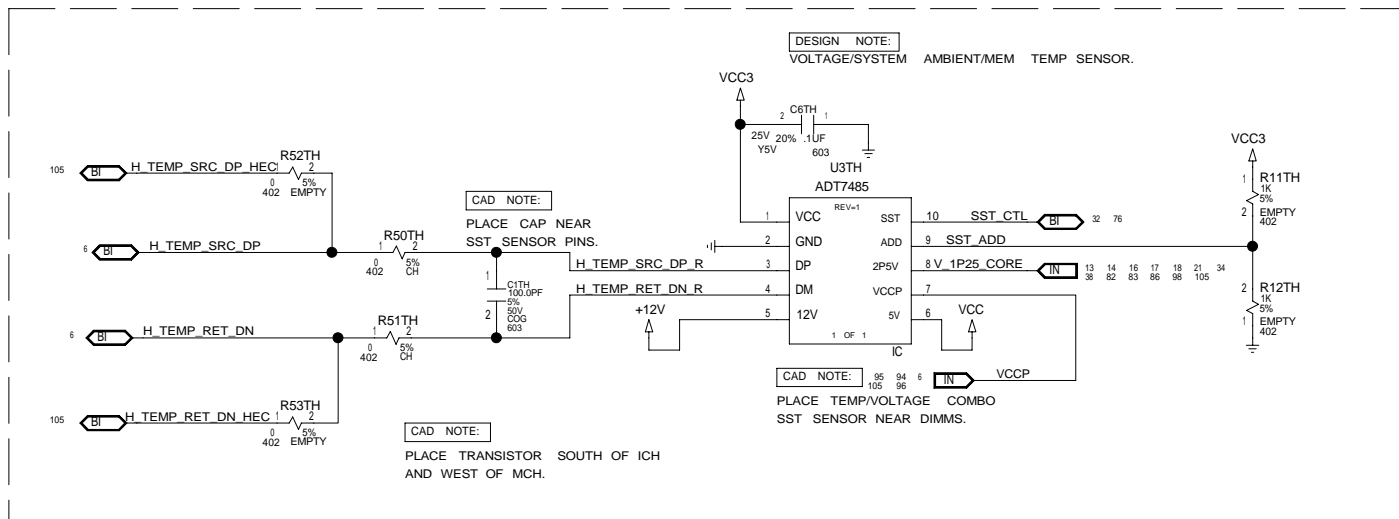 DESIGN NOTE:
VOLTAGE/SYSTEM AMBIENT/MEM TEMP SENSOR.
VCC3
C6TH
2 1
25V 20% .1UF
Y5V 603
U3TH
ADT7485
REV=1
1 VCC SST 10 SST_CTL BI 32 76
2 GND ADD 9 SST_ADD
3 DP 2P5V 8 V_1P25_CORE IN 13 14 16 17 18 21 34
38 82 83 86 98 105
4 DM VCCP 7
5 12V 5V 6
1 OF 1
IC
+12V
VCC
VCC3
1 R11TH
1K
5%
2 EMPTY
402
2 R12TH
1K
5%
1 EMPTY
402
105 BI H_TEMP_SRC_DP_HEC 1 R52TH 2
0 5%
402 EMPTY
6 BI H_TEMP_SRC_DP
1 R50TH 2
0 5%
402 CH
CAD NOTE:
PLACE CAP NEAR
SST SENSOR PINS.
H_TEMP_SRC_DP_R
1 C1TH
100.0PF
5%
50V
2 COG
603
H_TEMP_RET_DN_R
6 BI H_TEMP_RET_DN
1 R51TH 2
0 5%
402 CH
105 BI H_TEMP_RET_DN_HEC 1 R53TH 2
0 5%
402 EMPTY
CAD NOTE:
PLACE TRANSISTOR SOUTH OF ICH
AND WEST OF MCH.
CAD NOTE: 95 94 6 IN VCCP
105 96
PLACE TEMP/VOLTAGE COMBO
SST SENSOR NEAR DIMMS.